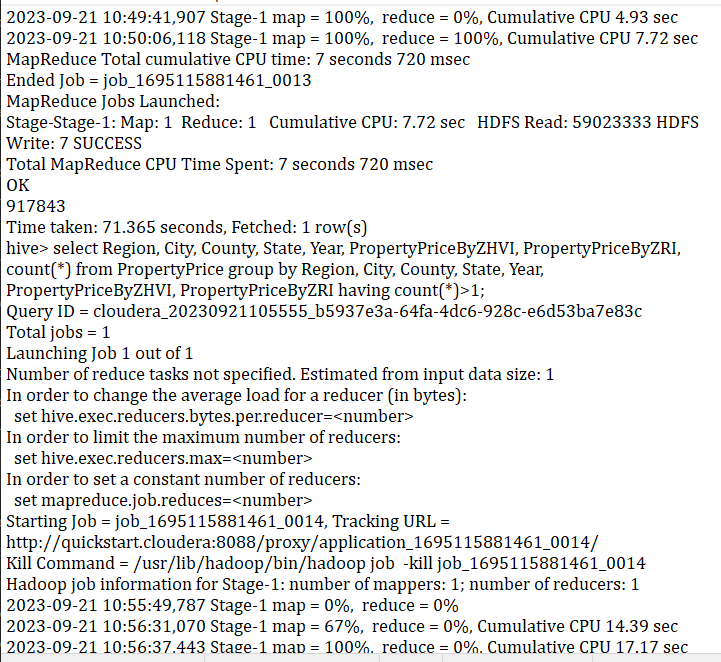 2023-09-21 10:49:41,907 Stage-1 map = 100%,  reduce = 0%, Cumulative CPU 4.93 sec
2023-09-21 10:50:06,118 Stage-1 map = 100%,  reduce = 100%, Cumulative CPU 7.72 sec
MapReduce Total cumulative CPU time: 7 seconds 720 msec
Ended Job = job_1695115881461_0013
MapReduce Jobs Launched:
Stage-Stage-1: Map: 1  Reduce: 1   Cumulative CPU: 7.72 sec   HDFS Read: 59023333 HDFS
Write: 7 SUCCESS
Total MapReduce CPU Time Spent: 7 seconds 720 msec
OK
917843
Time taken: 71.365 seconds, Fetched: 1 row(s)
hive> select Region, City, County, State, Year, PropertyPriceByZHVI, PropertyPriceByZRI,
count(*) from PropertyPrice group by Region, City, County, State, Year,
PropertyPriceByZHVI, PropertyPriceByZRI having count(*)>1;
Query ID = cloudera_20230921105555_b5937e3a-64fa-4dc6-928c-e6d53ba7e83c
Total jobs = 1
Launching Job 1 out of 1
Number of reduce tasks not specified. Estimated from input data size: 1
In order to change the average load for a reducer (in bytes):
  set hive.exec.reducers.bytes.per.reducer=<number>
In order to limit the maximum number of reducers:
  set hive.exec.reducers.max=<number>
In order to set a constant number of reducers:
  set mapreduce.job.reduces=<number>
Starting Job = job_1695115881461_0014, Tracking URL =
http://quickstart.cloudera:8088/proxy/application_1695115881461_0014/
Kill Command = /usr/lib/hadoop/bin/hadoop job  -kill job_1695115881461_0014
Hadoop job information for Stage-1: number of mappers: 1; number of reducers: 1
2023-09-21 10:55:49,787 Stage-1 map = 0%,  reduce = 0%
2023-09-21 10:56:31,070 Stage-1 map = 67%,  reduce = 0%, Cumulative CPU 14.39 sec
2023-09-21 10:56:37,443 Stage-1 map = 100%,  reduce = 0%, Cumulative CPU 17.17 sec